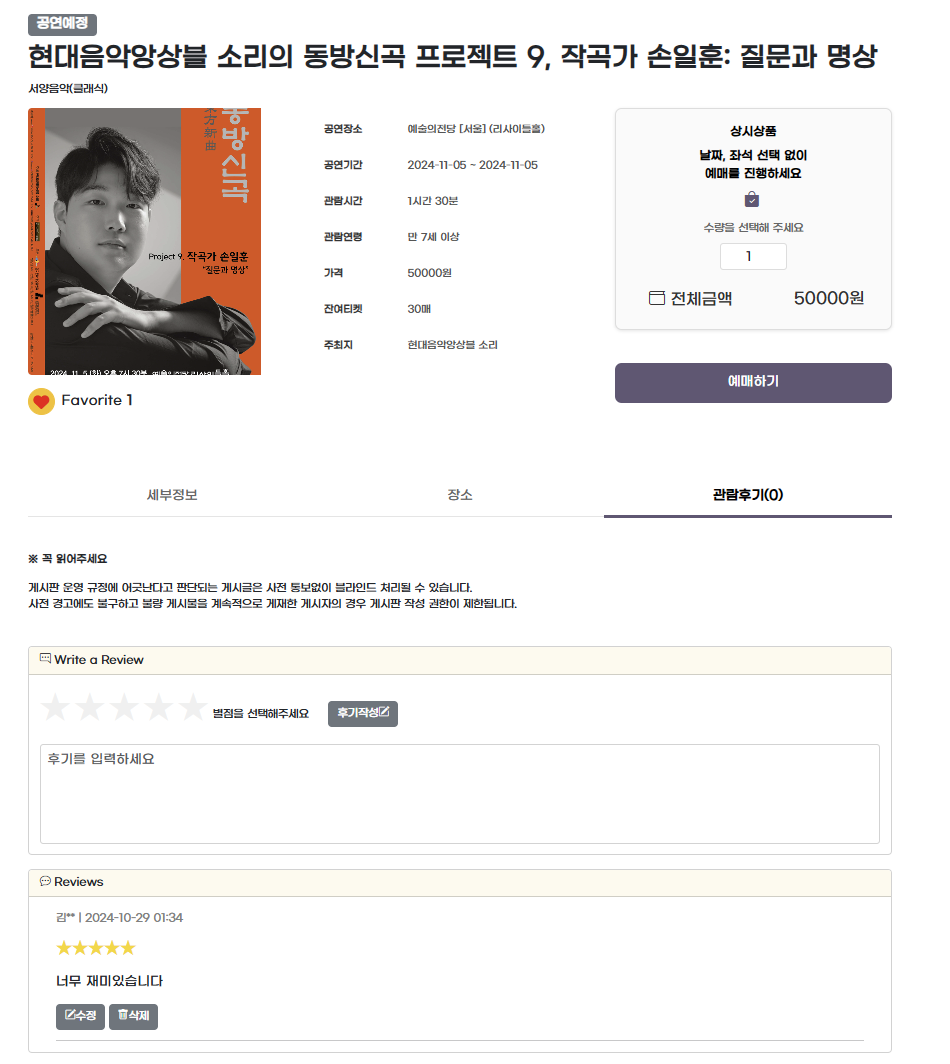 공연예정
현대음악앙상블 소리의 동방신곡 프로젝트 9, 작곡가 손일훈: 질문과 명상
서양음악(클래식)
동방신곡
東方新曲
Project 9. 작곡가 손일훈
"질문과 명상"
2024. 11. 5 (화) 오후 7시 30분
Favorite 1
공연장소 예술의전당 [서울] (리사이틀홀)
공연기간 2024-11-05 ~ 2024-11-05
관람시간 1시간 30분
관람연령 만 7세 이상
가격 50000원
잔여티켓 30매
주최지 현대음악앙상블 소리
상시상품
날짜, 좌석 선택 없이
예매를 진행하세요
수량을 선택해 주세요
1
전체금액 50000원
예매하기
세부정보 장소 관람후기(0)
※ 꼭 읽어주세요
게시판 운영 규정에 어긋난다고 판단되는 게시글은 사전 통보없이 블라인드 처리될 수 있습니다.
사전 경고에도 불구하고 불량 게시물을 계속적으로 게재한 게시자의 경우 게시판 작성 권한이 제한됩니다.
Write a Review
별점을 선택해주세요 후기작성
후기를 입력하세요
Reviews
김** | 2024-10-29 01:34
너무 재미있습니다
수정 삭제